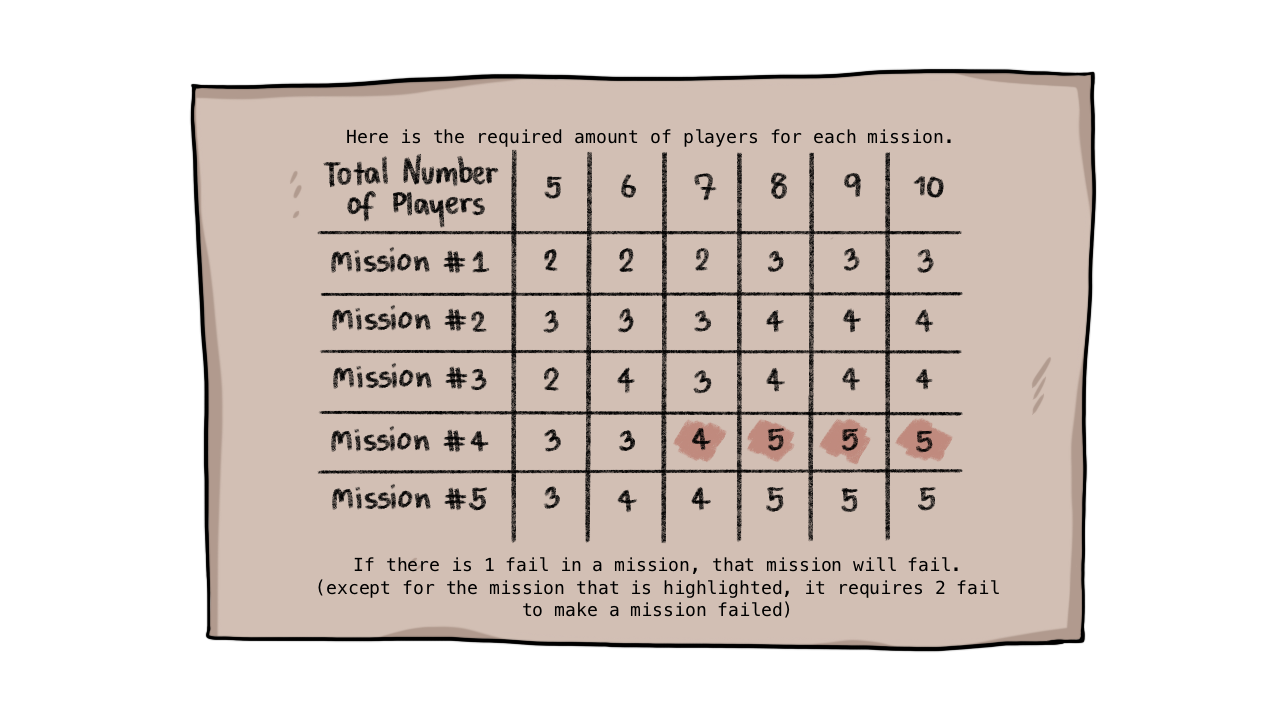 Here is the required amount of players for each mission.
Total Number
of Players 5 6 7 8 9 10
Mission #1 2 2 2 3 3 3
Mission #2 3 3 3 4 4 4
Mission #3 2 4 3 4 4 4
Mission #4 3 3 4 5 5 5
Mission #5 3 4 4 5 5 5
If there is 1 fail in a mission, that mission will fail.
(except for the mission that is highlighted, it requires 2 fail
to make a mission failed)